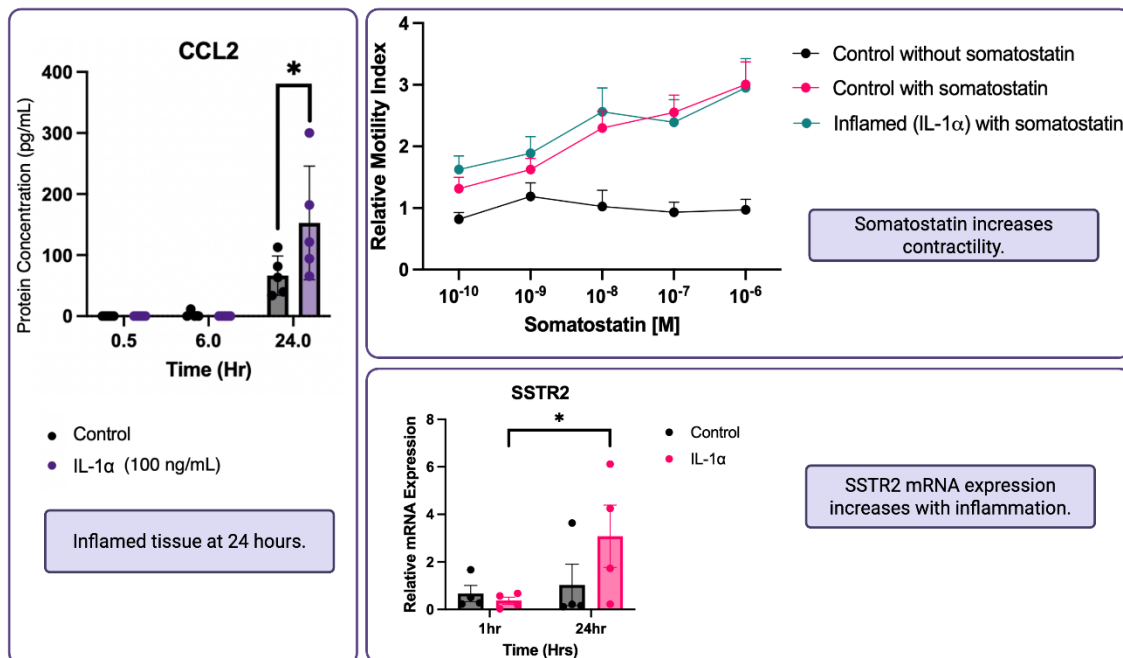 CCL2
*
Protein Concentration (pg/mL)
400
300
200
100
0
0.5 6.0 24.0
Time (Hr)
Control
IL-1α (100 ng/mL)
Inflamed tissue at 24 hours.
Relative Motility Index
4
3
2
1
0
10-10 10-9 10-8 10-7 10-6
Somatostatin [M]
Control without somatostatin
Control with somatostatin
Inflamed (IL-1α) with somatostatin
Somatostatin increases
contractility.
SSTR2
*
Relative mRNA Expression
8
6
4
2
0
1hr 24hr
Time (Hrs)
Control
IL-1α
SSTR2 mRNA expression
increases with inflammation.